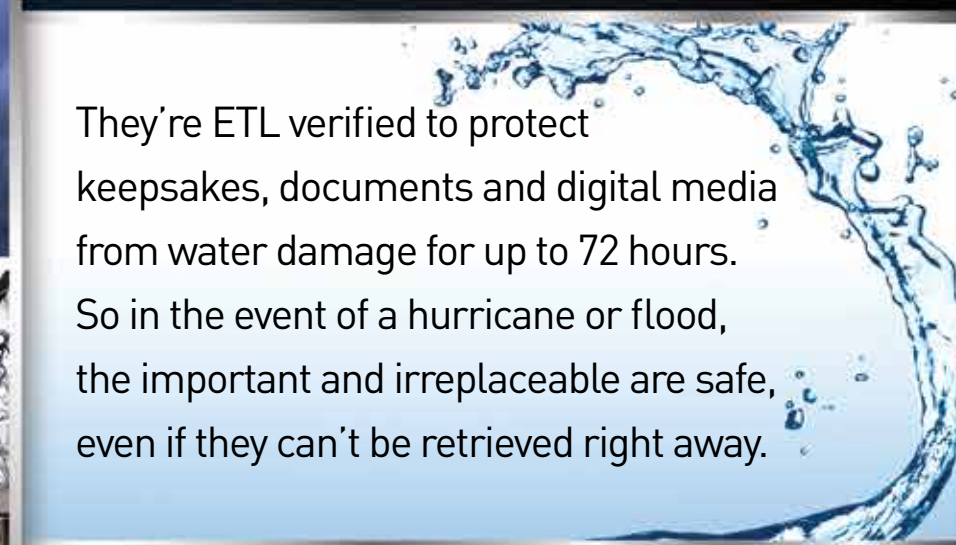 They’re ETL verified to protect
keepsakes, documents and digital media
from water damage for up to 72 hours.
So in the event of a hurricane or flood,
the important and irreplaceable are safe,
even if they can’t be retrieved right away.